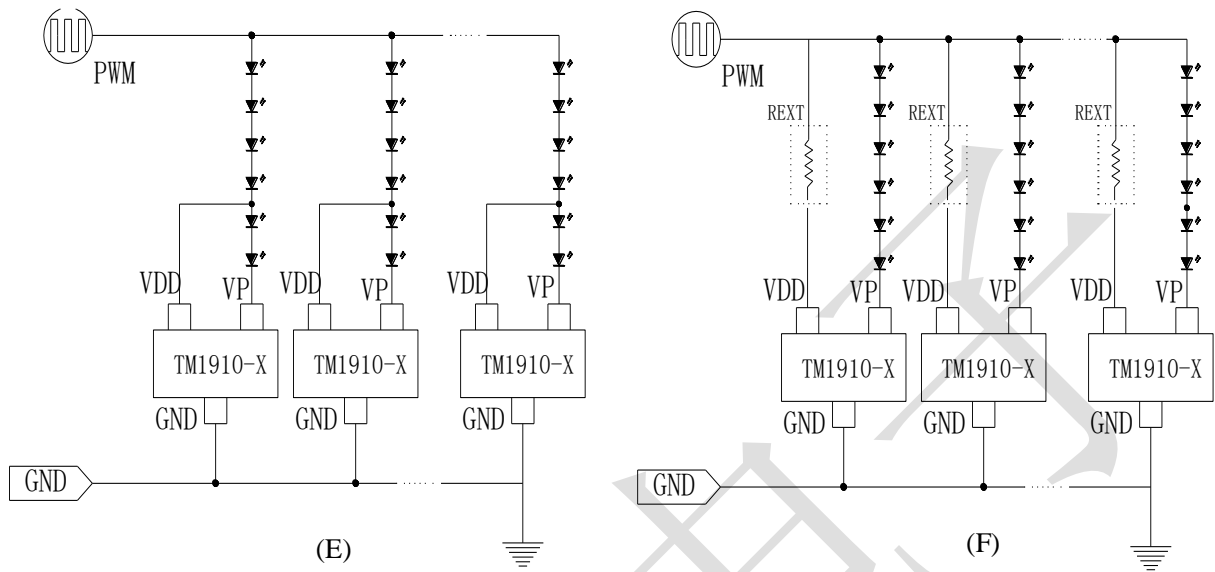 PWM
VDD
VP
VDD
VP
VDD
VP
TM1910-X
TM1910-X
TM1910-X
GND
GND
GND
GND
(E)
PWM
REXT
REXT
REXT
VDD
VP
VDD
VP
VDD
VP
TM1910-X
TM1910-X
TM1910-X
GND
GND
GND
GND
(F)